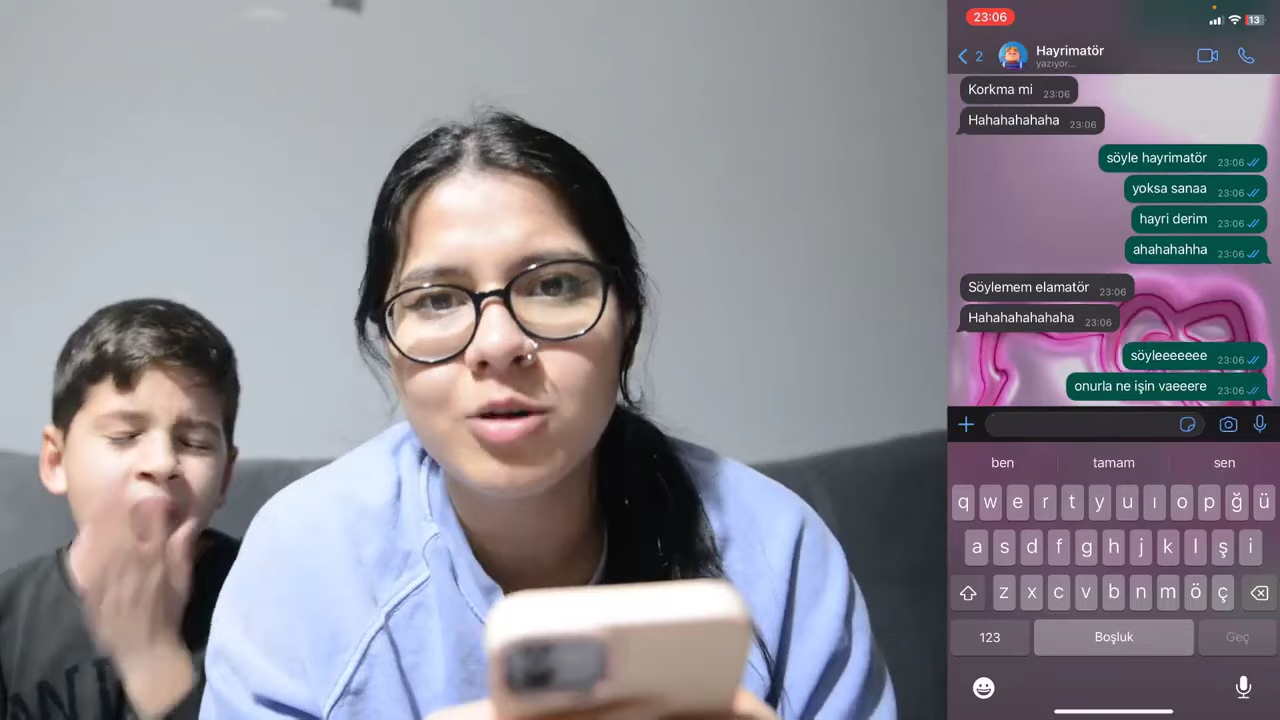 23:06
13
2
Hayrimatör
yazıyor...
Korkma mi 23:06
Hahahahahaha 23:06
söyle hayrimatör 23:06
yoksa sanaa 23:06
hayri derim 23:06
ahahahahha 23:06
Söylemem elamatör 23:06
Hahahahahahaha 23:06
söyleeeeeee 23:06
onurla ne işin vaeeere 23:06
ben tamam sen
q w e r t y u ı o p ğ ü
a s d f g h j k l ş i
z x c v b n m ö ç
123 Boşluk Geç